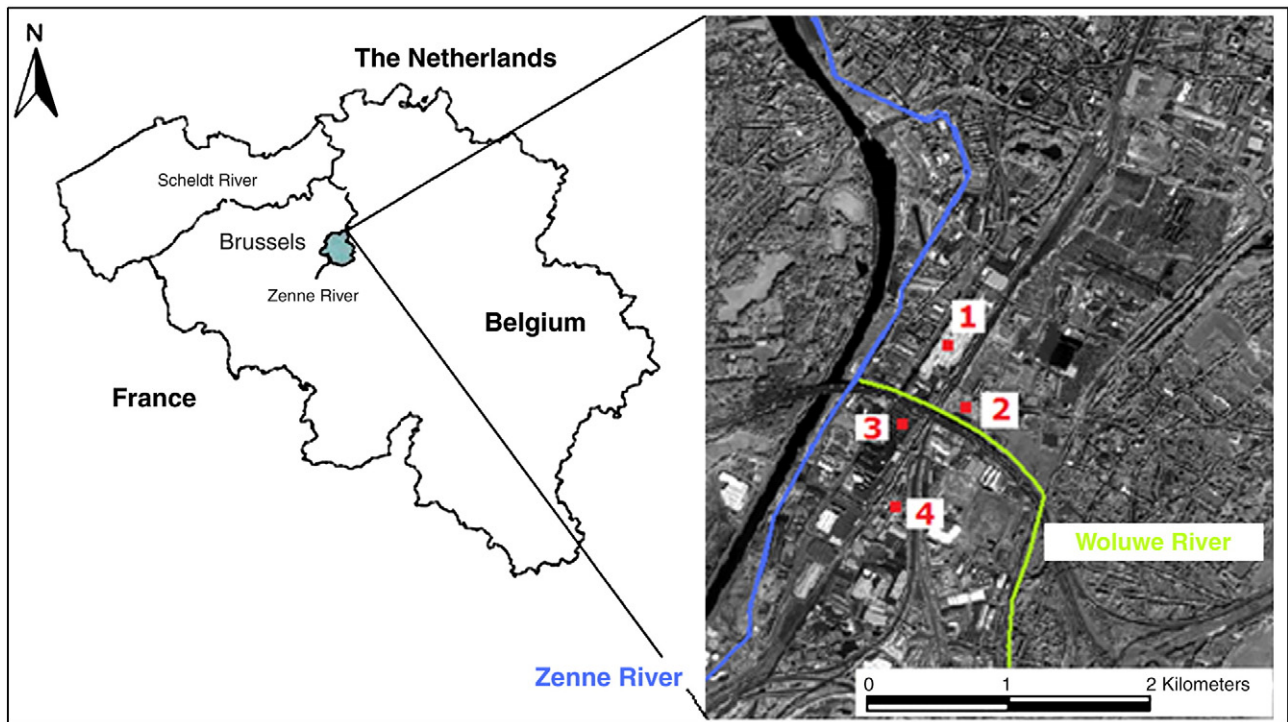 N
The Netherlands
Scheldt River
Brussels
Zenne River
Belgium
France
Zenne River
1
2
3
4
Woluwe River
0 1 2 Kilometers